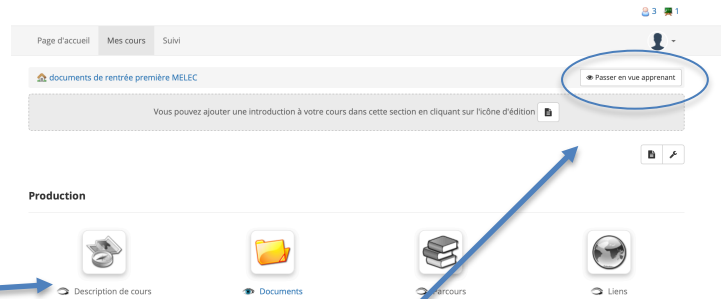 3 1
Page d'accueil Mes cours Suivi
documents de rentrée première MELEC Passer en vue apprenant
Vous pouvez ajouter une introduction à votre cours dans cette section en cliquant sur l'icône d'édition
Production
Description de cours Documents Parcours Liens